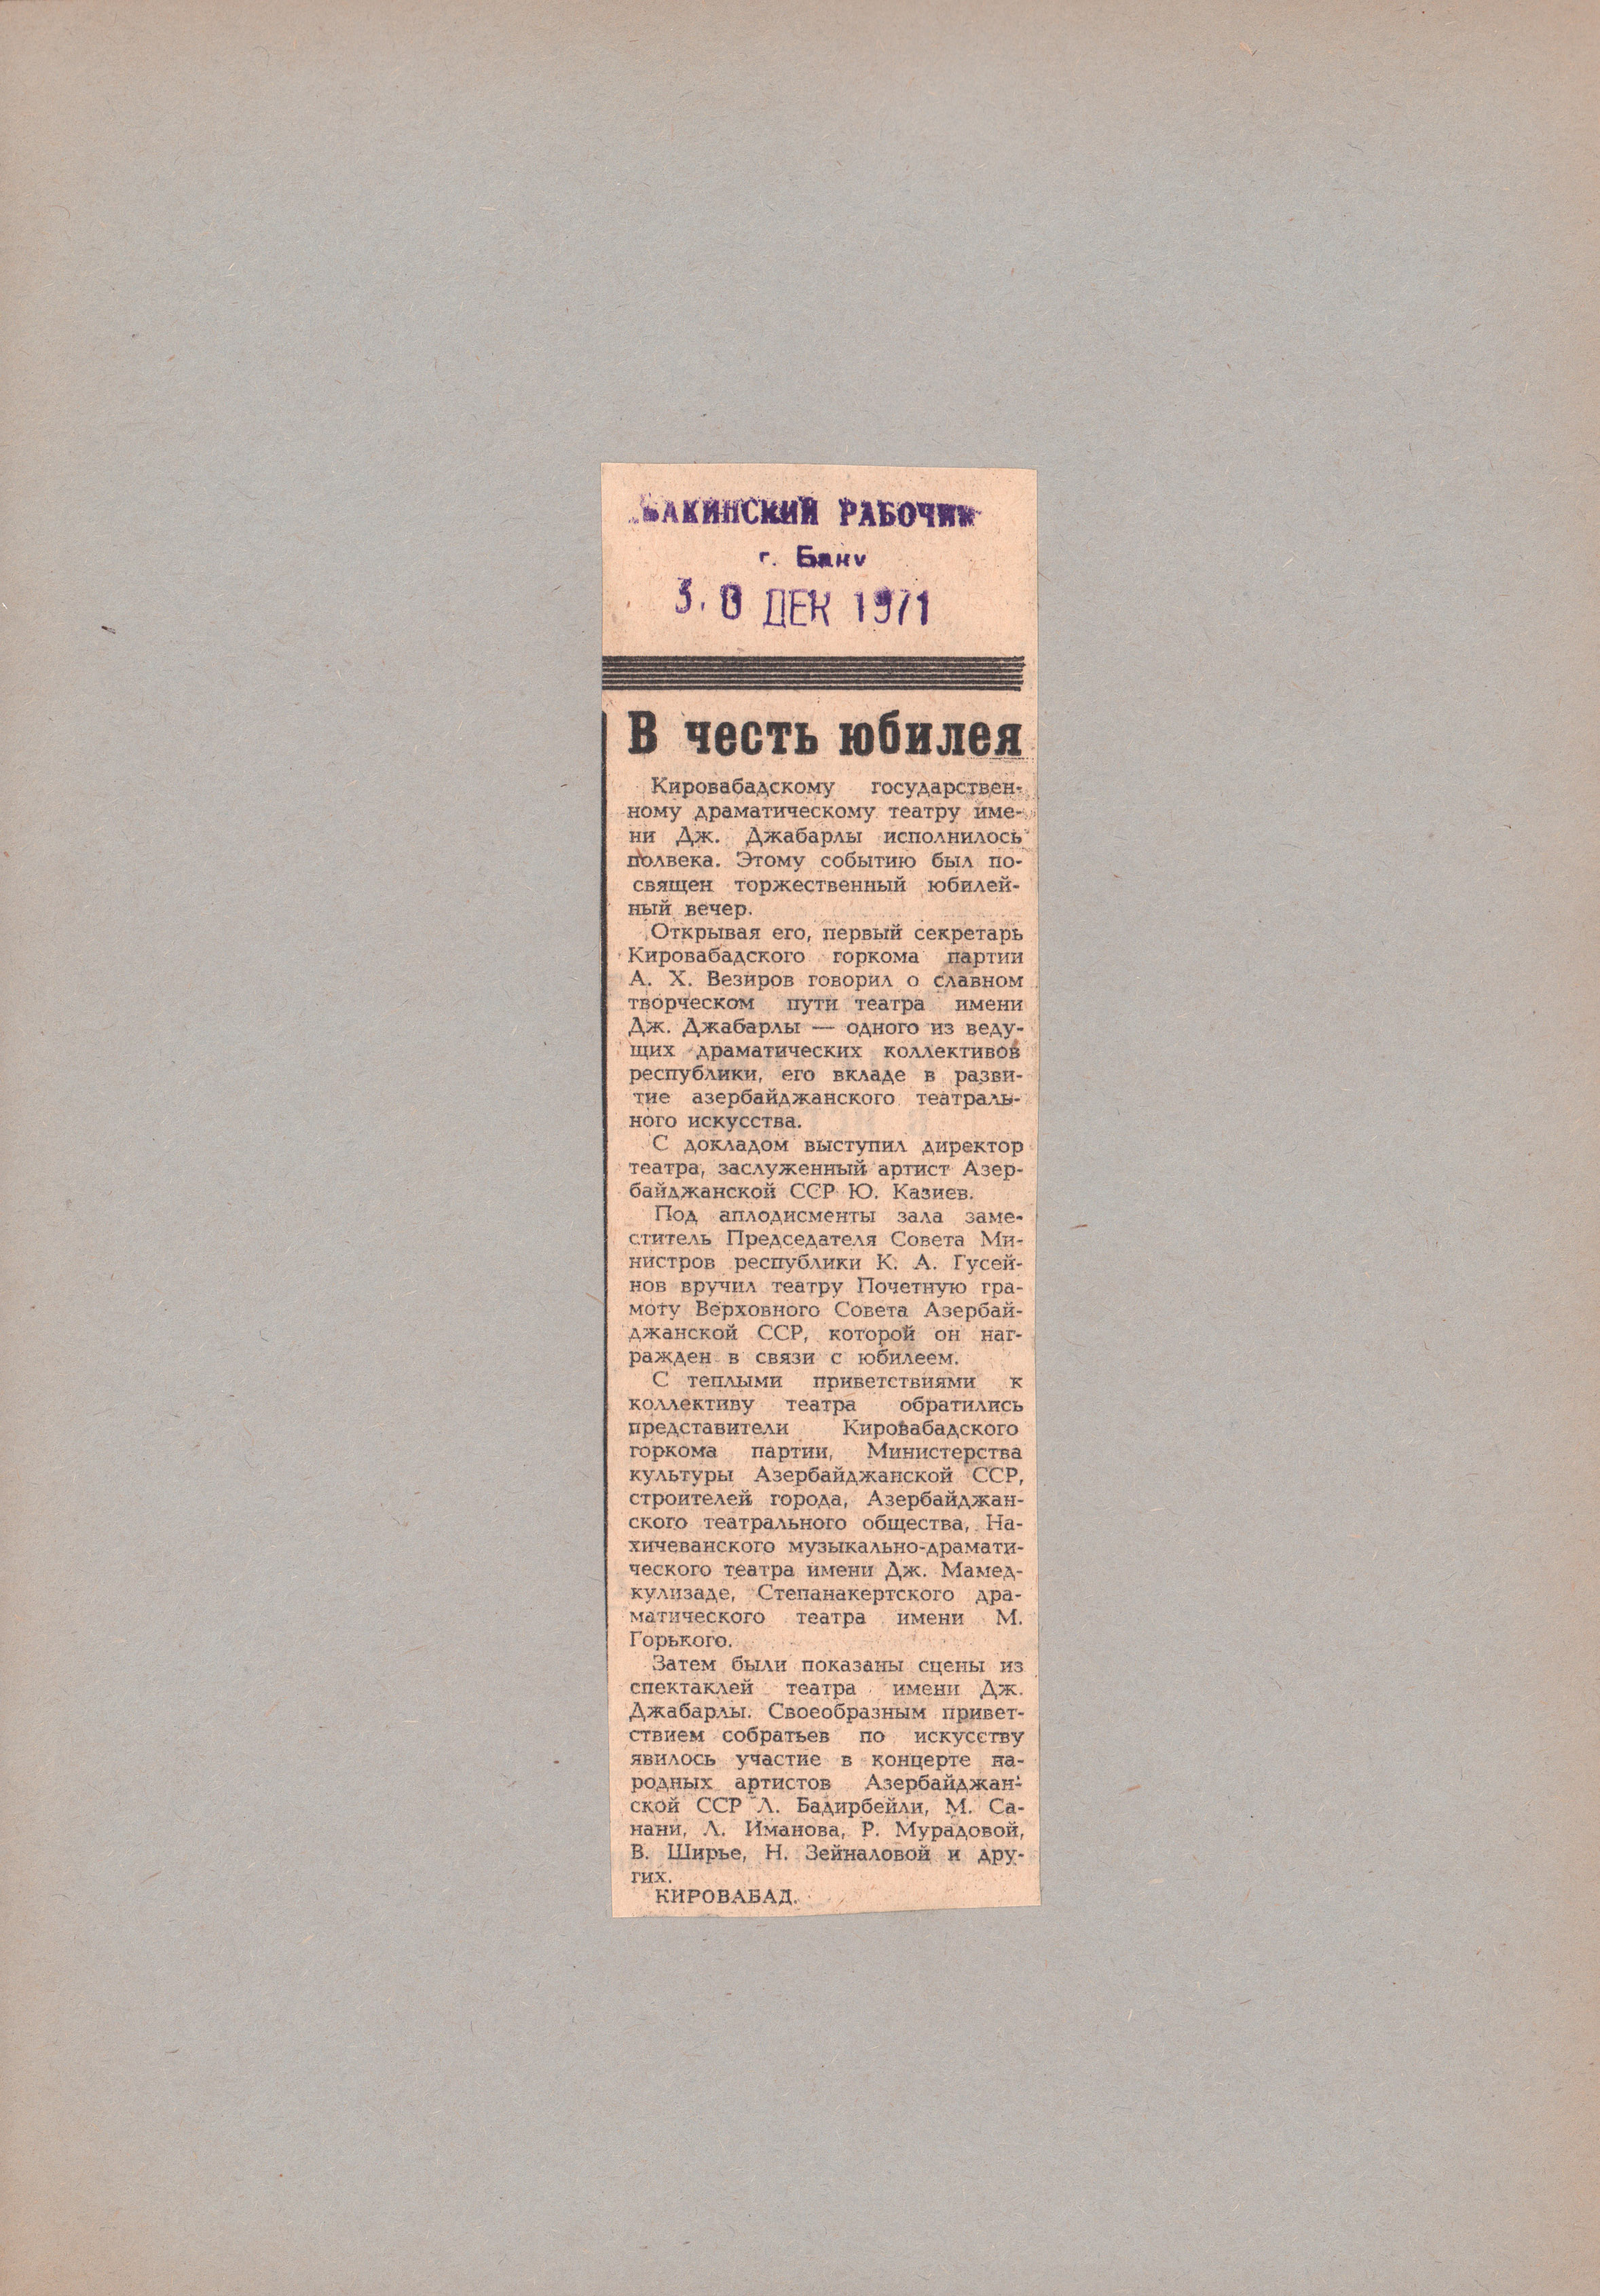 БАКИНСКИЙ РАБОЧИЙ
г. Баку
3.0 ДЕК 1971
В честь юбилея
Кировабадскому государствен-
ному драматическому театру име-
ни Дж. Джабарлы исполнилось
полвека. Этому событию был по-
священ торжественный юбилей-
ный вечер.
Открывая его, первый секретарь
Кировабадского горкома партии
А. Х. Везиров говорил о славном
творческом пути театра имени
Дж. Джабарлы — одного из веду-
щих драматических коллективов
республики, его вкладе в разви-
тие азербайджанского театраль-
ного искусства.
С докладом выступил директор
театра, заслуженный артист Азер-
байджанской ССР Ю. Казиев.
Под аплодисменты зала заме-
ститель Председателя Совета Ми-
нистров республики К. А. Гусей-
нов вручил театру Почетную гра-
моту Верховного Совета Азербай-
джанской ССР, которой он наг-
ражден в связи с юбилеем.
С теплыми приветствиями к
коллективу театра обратились
представители Кировабадского
горкома партии, Министерства
культуры Азербайджанской ССР,
строителей города, Азербайджан-
ского театрального общества, На-
хичеванского музыкально-драмати-
ческого театра имени Дж. Мамед-
кулизаде, Степанакертского дра-
матического театра имени М.
Горького.
Затем были показаны сцены из
спектаклей театра имени Дж.
Джабарлы. Своеобразным привет-
ствием собратьев по искусству
явилось участие в концерте на-
родных артистов Азербайджан-
ской ССР Л. Бадирбейли, М. Са-
нани, Л. Иманова, Р. Мурадовой,
В. Ширье, Н. Зейналовой и дру-
гих.
КИРОВАБАД.